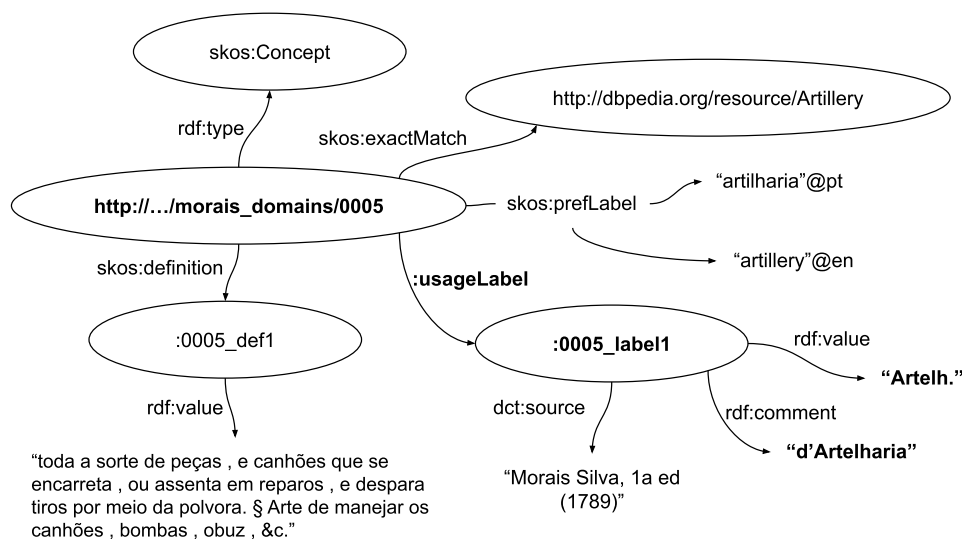 skos:Concept
http://dbpedia.org/resource/Artillery
rdf:type
skos:exactMatch
“artilharia”@pt
http://…/morais_domains/0005
skos:prefLabel
“artillery”@en
skos:definition
:usageLabel
:0005_def1
:0005_label1
rdf:value
“Artelh.”
rdf:value
dct:source
rdf:comment
“d’Artelharia”
“toda a sorte de peças , e canhões que se
encarreta , ou assenta em reparos , e despara
tiros por meio da polvora. § Arte de manejar os
canhões , bombas , obuz , &c.”
“Morais Silva, 1a ed
(1789)”